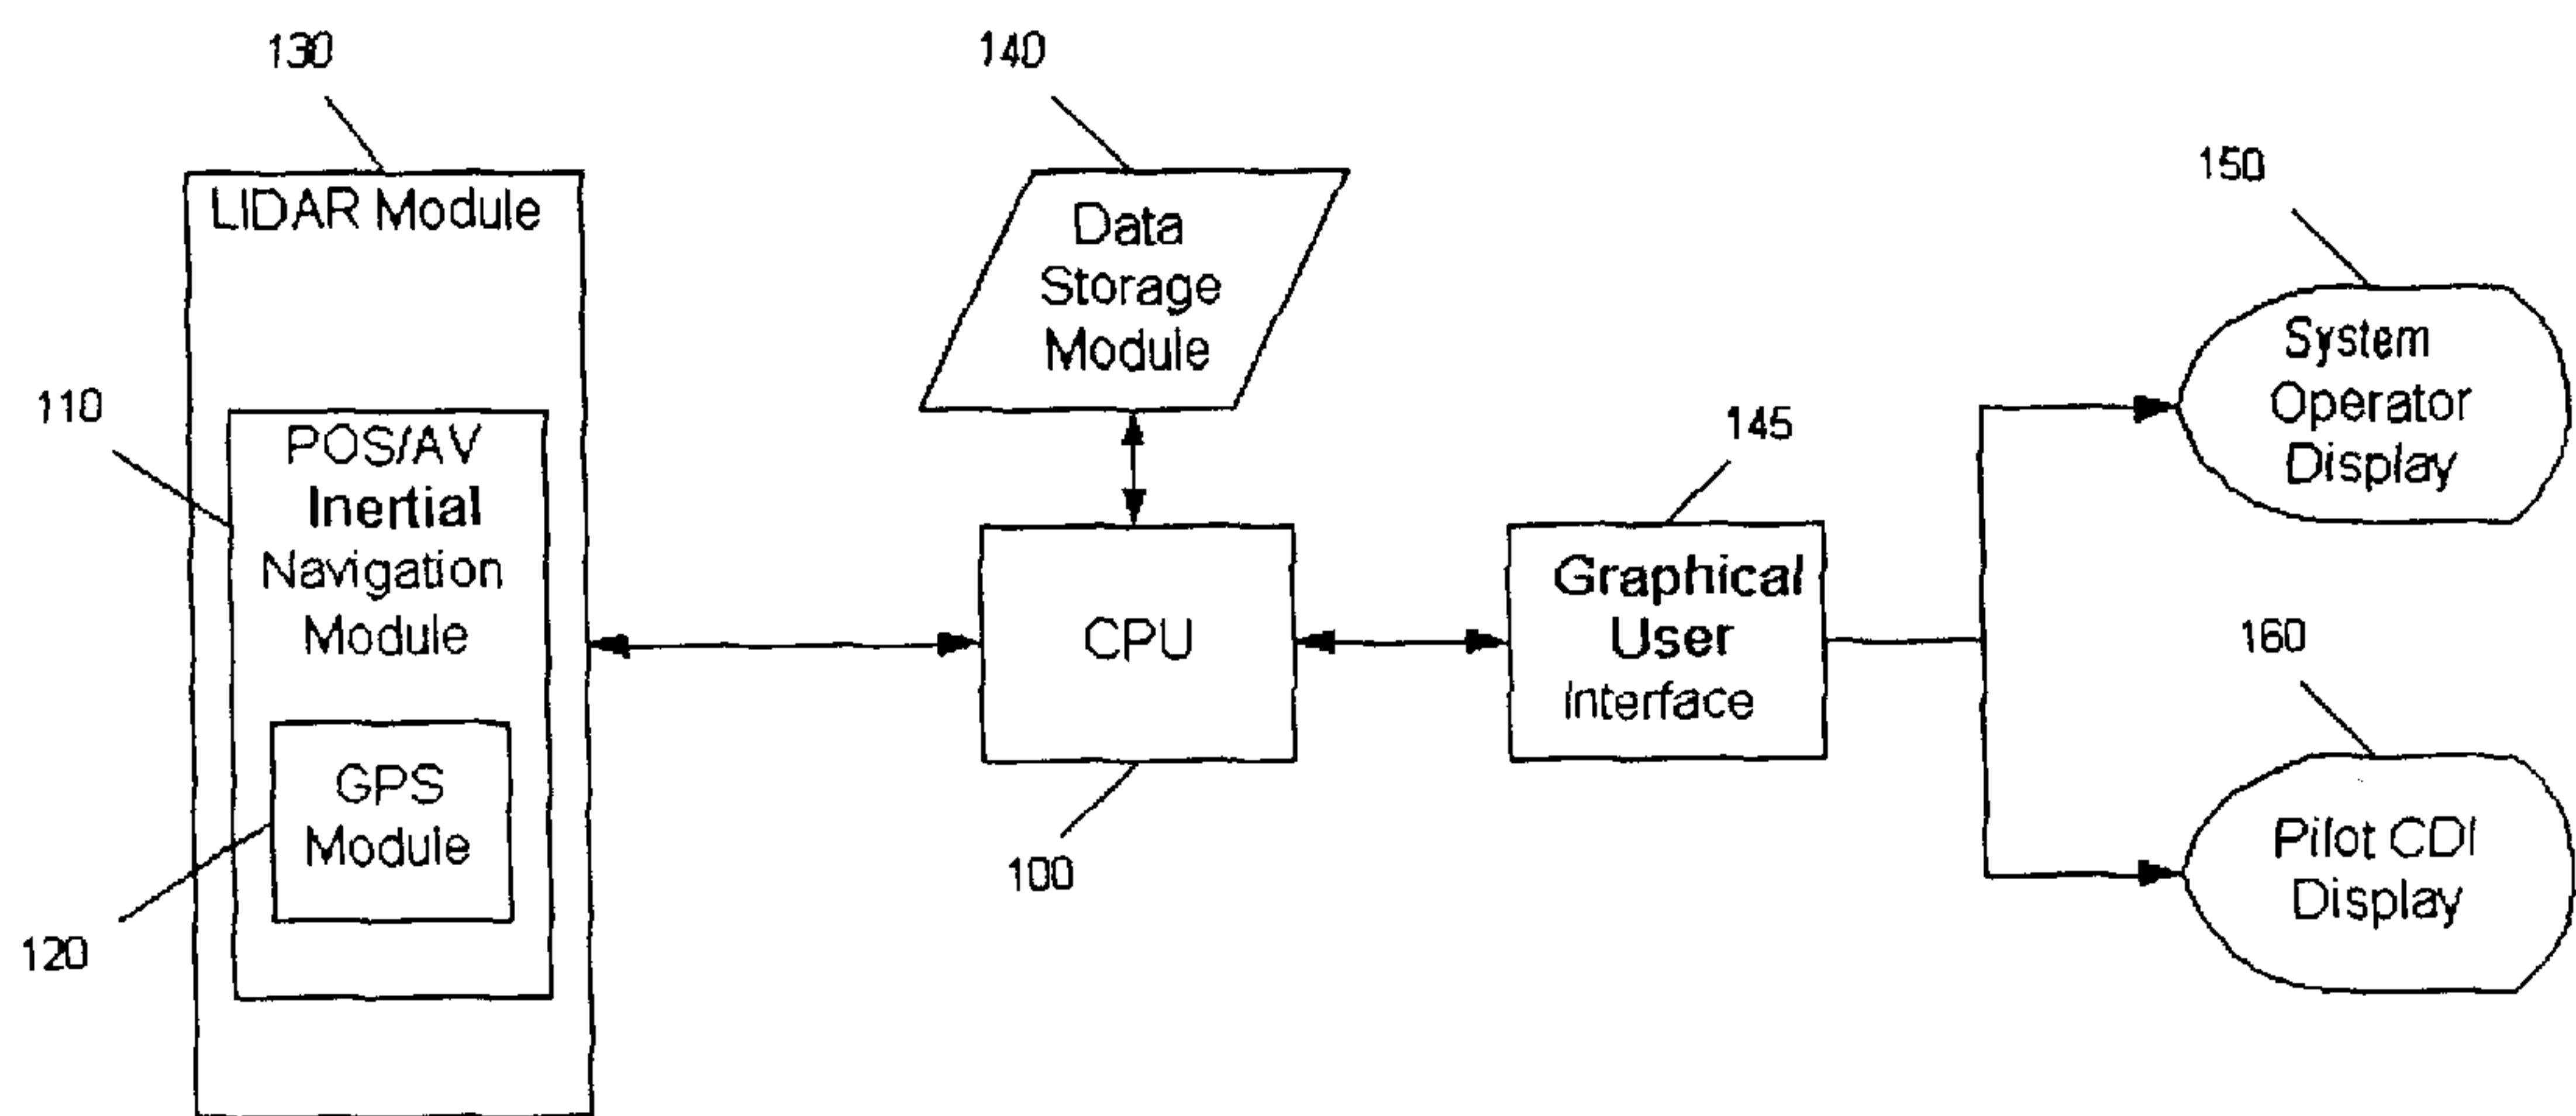 130
LIDAR Module
110
POS/AV
Inertial
Navigation
Module
GPS
Module
120
140
Data
Storage
Module
CPU
100
145
Graphical
User
Interface
150
System
Operator
Display
160
Pilot CDI
Display